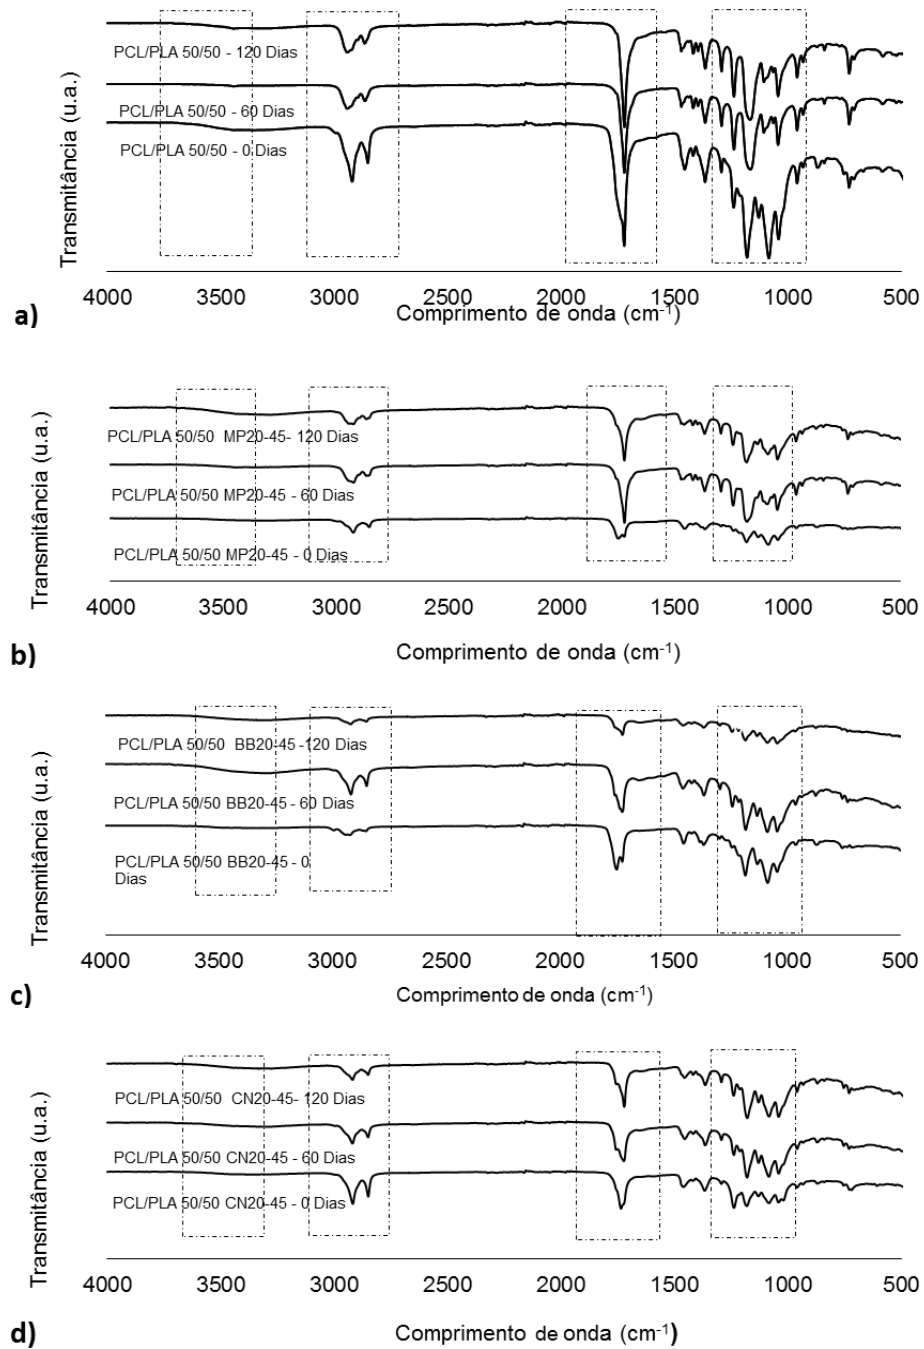 Transmitância (u.a.)
PCL/PLA 50/50 - 120 Dias
PCL/PLA 50/50 - 60 Dias
PCL/PLA 50/50 - 0 Dias
4000 3500 3000 2500 2000 1500 1000 500
a)
Comprimento de onda (cm⁻¹)
Transmitância (u.a.)
PCL/PLA 50/50 MP20-45- 120 Dias
PCL/PLA 50/50 MP20-45 - 60 Dias
PCL/PLA 50/50 MP20-45 - 0 Dias
4000 3500 3000 2500 2000 1500 1000 500
b)
Comprimento de onda (cm⁻¹)
Transmitância (u.a.)
PCL/PLA 50/50 BB20-45 -120 Dias
PCL/PLA 50/50 BB20-45 - 60 Dias
PCL/PLA 50/50 BB20-45 - 0
Dias
4000 3500 3000 2500 2000 1500 1000 500
c)
Comprimento de onda (cm⁻¹)
Transmitância (u.a.)
PCL/PLA 50/50 CN20-45- 120 Dias
PCL/PLA 50/50 CN20-45 - 60 Dias
PCL/PLA 50/50 CN20-45 - 0 Dias
4000 3500 3000 2500 2000 1500 1000 500
d)
Comprimento de onda (cm⁻¹)